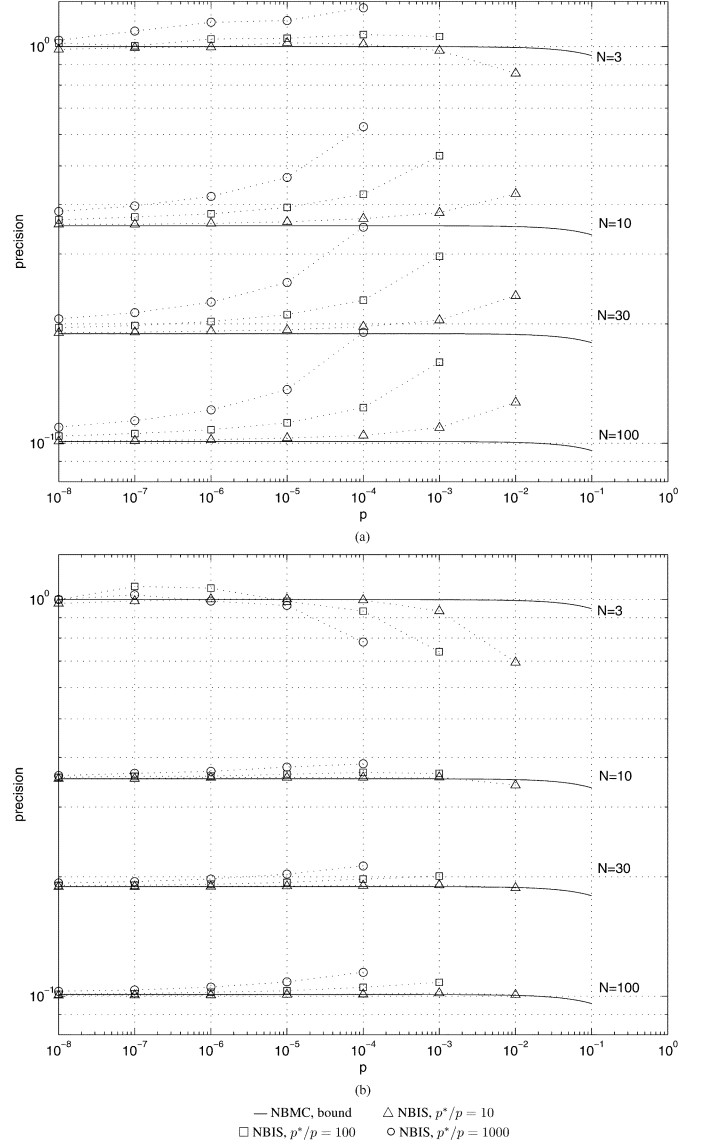 10^0
precision
10^-1
N=3
N=10
N=30
N=100
10^-8 10^-7 10^-6 10^-5 10^-4 10^-3 10^-2 10^-1 10^0
p
(a)
10^0
precision
10^-1
N=3
N=10
N=30
N=100
10^-8 10^-7 10^-6 10^-5 10^-4 10^-3 10^-2 10^-1 10^0
p
(b)
— NBMC, bound △ NBIS, p*/p = 10
□ NBIS, p*/p = 100 ○ NBIS, p*/p = 1000